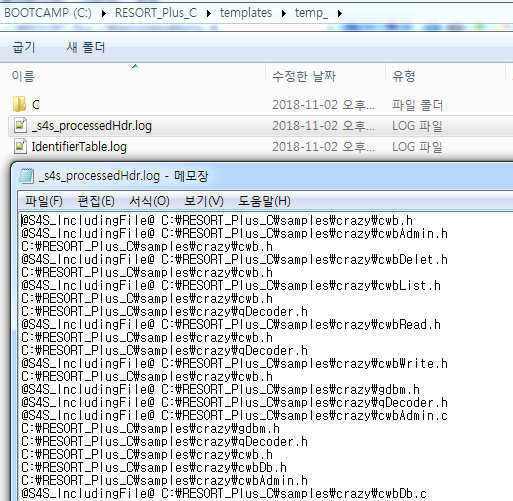 BOOTCAMP (C:) ▸ RESORT_Plus_C ▸ templates ▸ temp_ ▸
굽기 새 폴더
이름 수정한 날짜 유형
C 2018-11-02 오후... 파일 폴더
_s4s_processedHdr.log 2018-11-02 오후... LOG 파일
IdentifierTable.log 2018-11-02 오후... LOG 파일
_s4s_processedHdr.log - 메모장
파일(F) 편집(E) 서식(O) 보기(V) 도움말(H)
@S4S_IncludingFile@ C:₩RESORT_Plus_C₩samples₩crazy₩cwb.h
@S4S_IncludingFile@ C:₩RESORT_Plus_C₩samples₩crazy₩cwbAdmin.h
C:₩RESORT_Plus_C₩samples₩crazy₩cwb.h
@S4S_IncludingFile@ C:₩RESORT_Plus_C₩samples₩crazy₩cwbDelet.h
C:₩RESORT_Plus_C₩samples₩crazy₩cwb.h
@S4S_IncludingFile@ C:₩RESORT_Plus_C₩samples₩crazy₩cwbList.h
C:₩RESORT_Plus_C₩samples₩crazy₩cwb.h
C:₩RESORT_Plus_C₩samples₩crazy₩qDecoder.h
@S4S_IncludingFile@ C:₩RESORT_Plus_C₩samples₩crazy₩cwbRead.h
C:₩RESORT_Plus_C₩samples₩crazy₩cwb.h
C:₩RESORT_Plus_C₩samples₩crazy₩qDecoder.h
@S4S_IncludingFile@ C:₩RESORT_Plus_C₩samples₩crazy₩cwbWrite.h
C:₩RESORT_Plus_C₩samples₩crazy₩cwb.h
@S4S_IncludingFile@ C:₩RESORT_Plus_C₩samples₩crazy₩gdbm.h
@S4S_IncludingFile@ C:₩RESORT_Plus_C₩samples₩crazy₩qDecoder.h
@S4S_IncludingFile@ C:₩RESORT_Plus_C₩samples₩crazy₩cwbAdmin.c
C:₩RESORT_Plus_C₩samples₩crazy₩gdbm.h
C:₩RESORT_Plus_C₩samples₩crazy₩qDecoder.h
C:₩RESORT_Plus_C₩samples₩crazy₩cwb.h
C:₩RESORT_Plus_C₩samples₩crazy₩cwbDb.h
C:₩RESORT_Plus_C₩samples₩crazy₩cwbAdmin.h
@S4S_IncludingFile@ C:₩RESORT_Plus_C₩samples₩crazy₩cwbDb.c